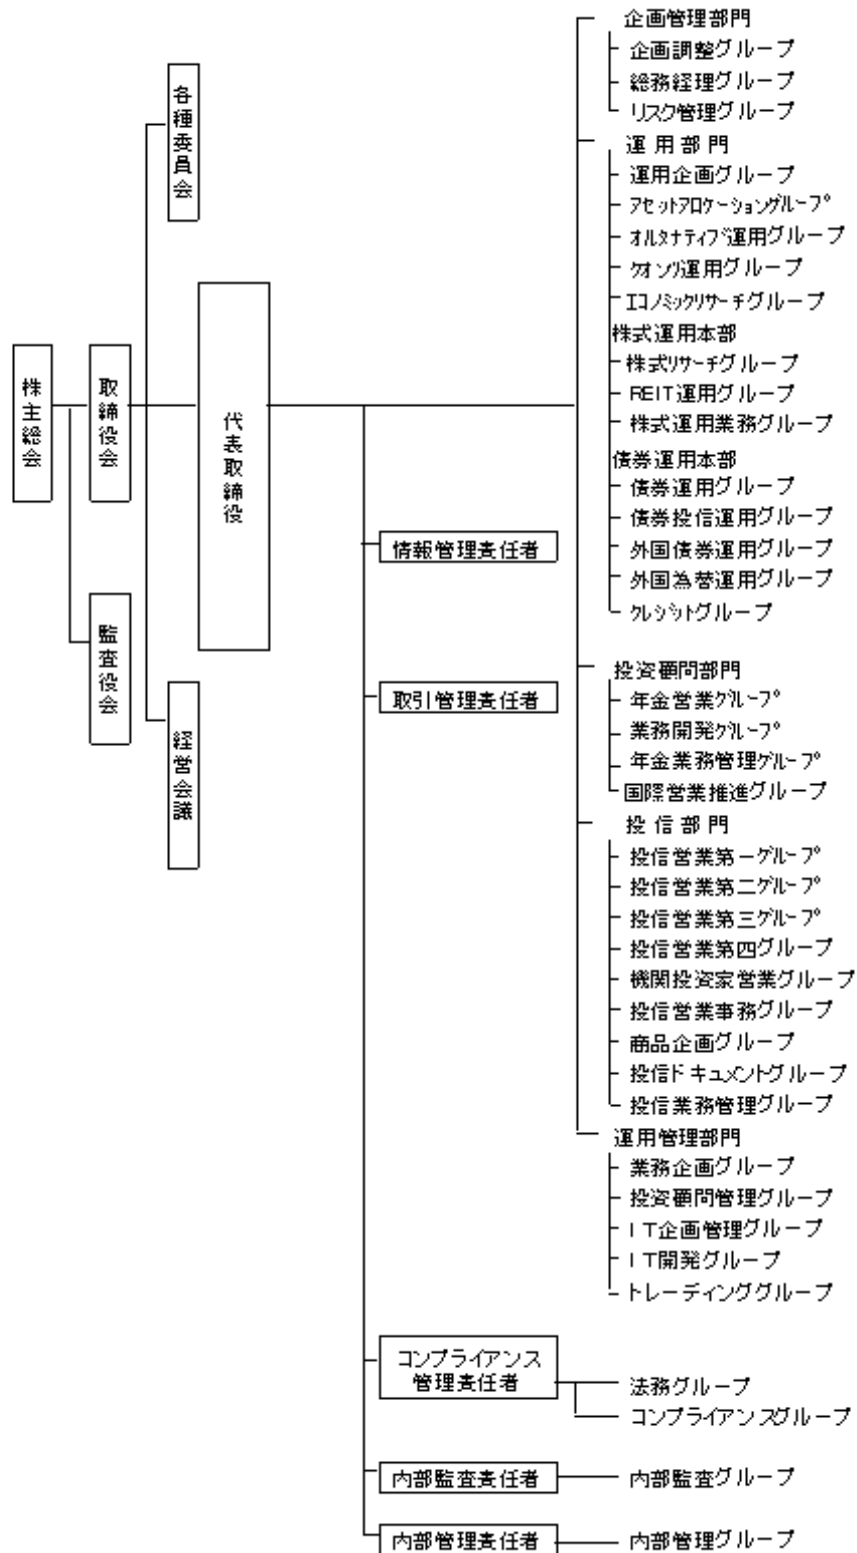 株主総会
取締役会
監査役会
各種委員会
代表取締役
経営会議
情報管理責任者
取引管理責任者
コンプライアンス
管理責任者
内部監査責任者
内部管理責任者
企画管理部門
企画調整グループ
総務経理グループ
リスク管理グループ
運用部門
運用企画グループ
アセットアロケーショングループ
オルタナティブ運用グループ
クオンツ運用グループ
エコノミックリサーチグループ
株式運用本部
株式リサーチグループ
REIT運用グループ
株式運用業務グループ
債券運用本部
債券運用グループ
債券投信運用グループ
外国債券運用グループ
外国為替運用グループ
クレジットグループ
投資顧問部門
年金営業グループ
業務開発グループ
年金業務管理グループ
国際営業推進グループ
投信部門
投信営業第一グループ
投信営業第二グループ
投信営業第三グループ
投信営業第四グループ
機関投資家営業グループ
投信営業事務グループ
商品企画グループ
投信ドキュメントグループ
投信業務管理グループ
運用管理部門
業務企画グループ
投資顧問管理グループ
IT企画管理グループ
IT開発グループ
トレーディンググループ
法務グループ
コンプライアンスグループ
内部監査グループ
内部管理グループ